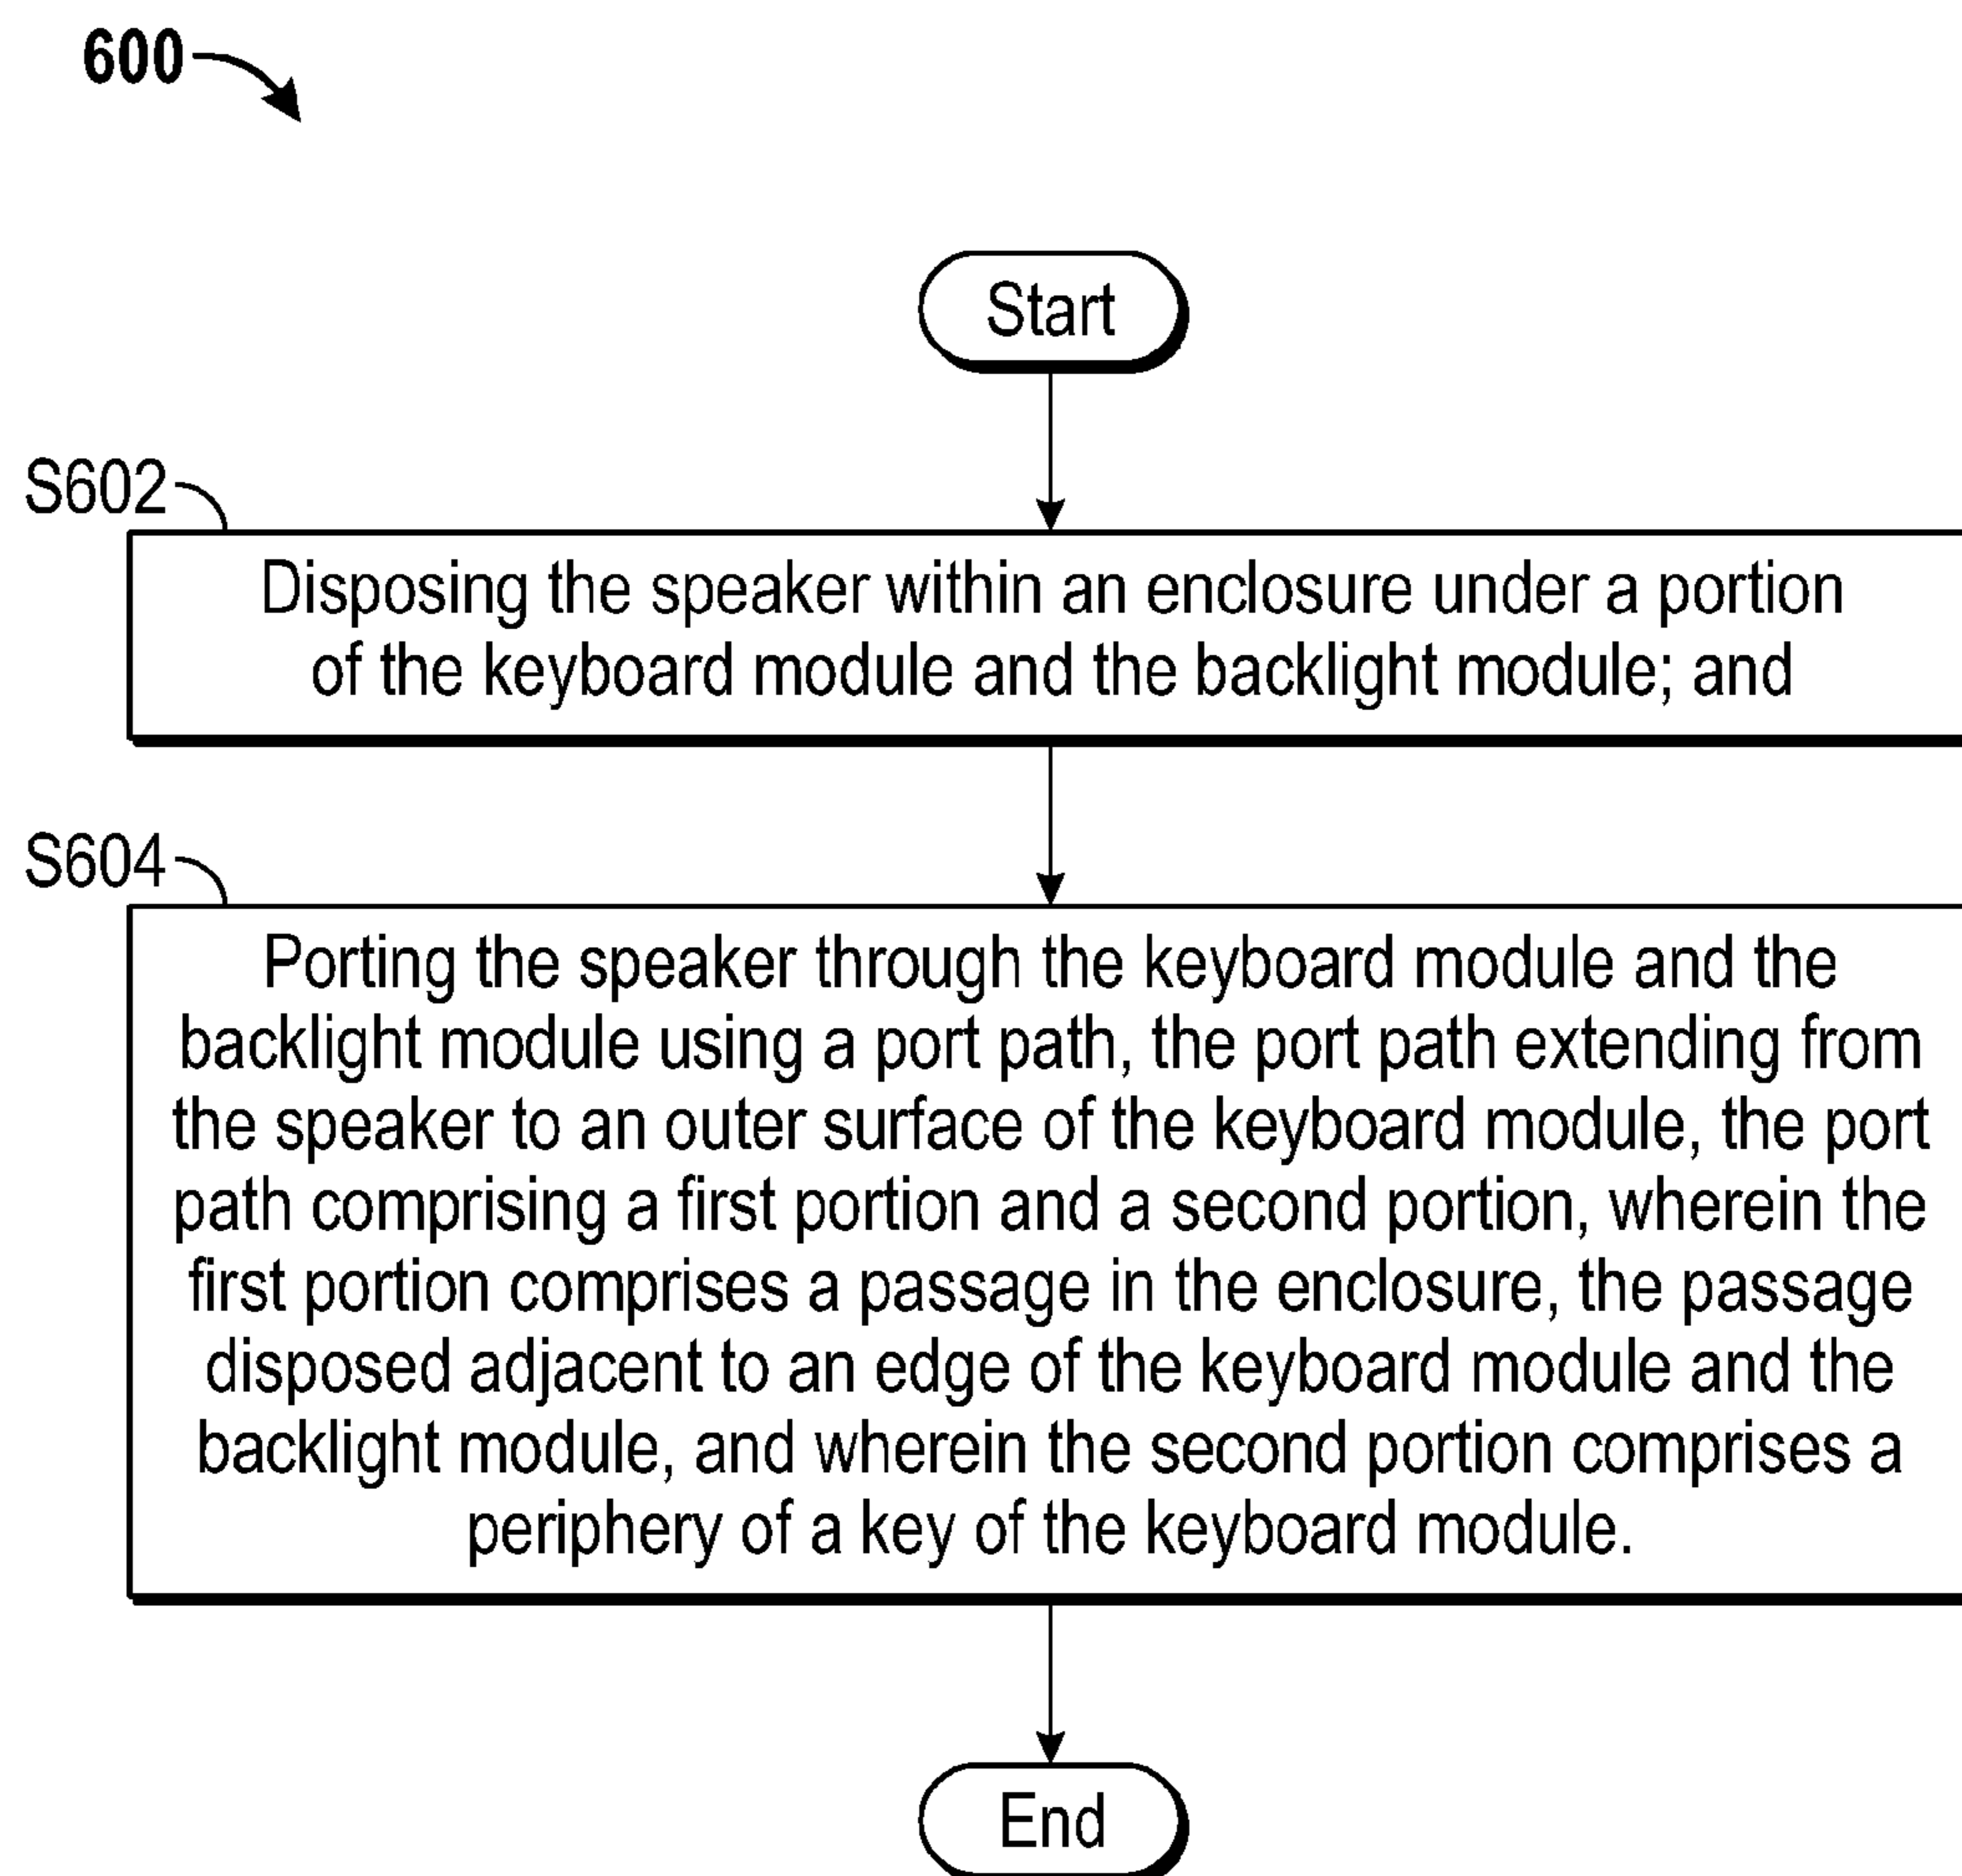 600
Start
S602
Disposing the speaker within an enclosure under a portion
of the keyboard module and the backlight module; and
S604
Porting the speaker through the keyboard module and the
backlight module using a port path, the port path extending from
the speaker to an outer surface of the keyboard module, the port
path comprising a first portion and a second portion, wherein the
first portion comprises a passage in the enclosure, the passage
disposed adjacent to an edge of the keyboard module and the
backlight module, and wherein the second portion comprises a
periphery of a key of the keyboard module.
End